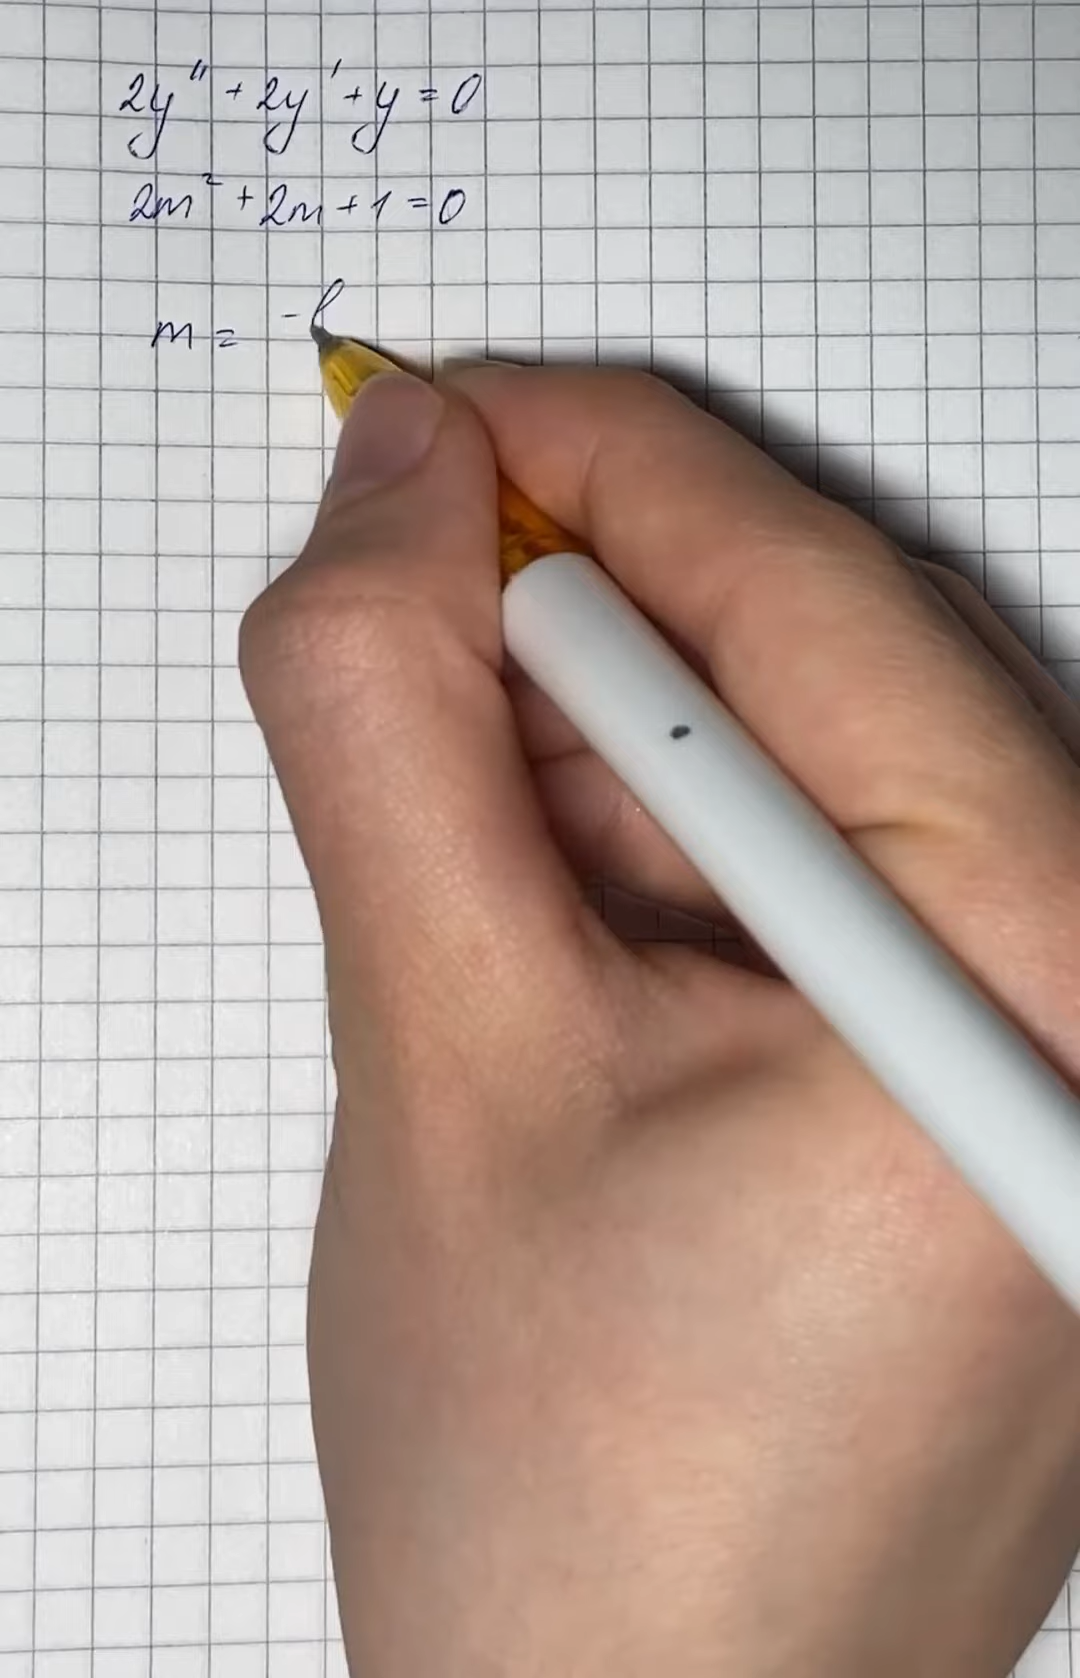 2y'' + 2y' + y = 0
2m² + 2m + 1 = 0
m = -